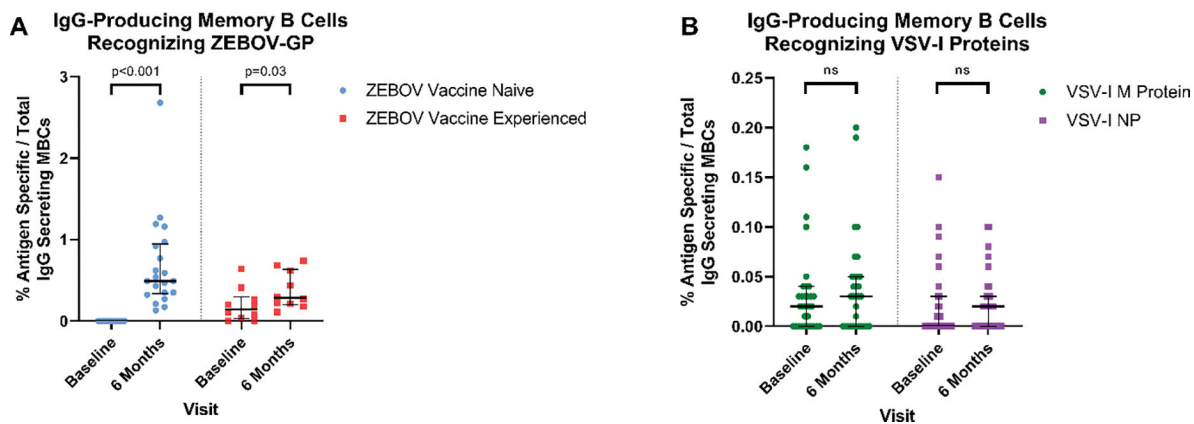 A
IgG-Producing Memory B Cells
Recognizing ZEBOV-GP
% Antigen Specific / Total
IgG Secreting MBCs
3
2
1
0
p<0.001
p=0.03
ZEBOV Vaccine Naive
ZEBOV Vaccine Experienced
Baseline
6 Months
Baseline
6 Months
Visit
B
IgG-Producing Memory B Cells
Recognizing VSV-I Proteins
% Antigen Specific / Total
IgG Secreting MBCs
0.25
0.20
0.15
0.10
0.05
0.00
ns
ns
VSV-I M Protein
VSV-I NP
Baseline
6 Months
Baseline
6 Months
Visit